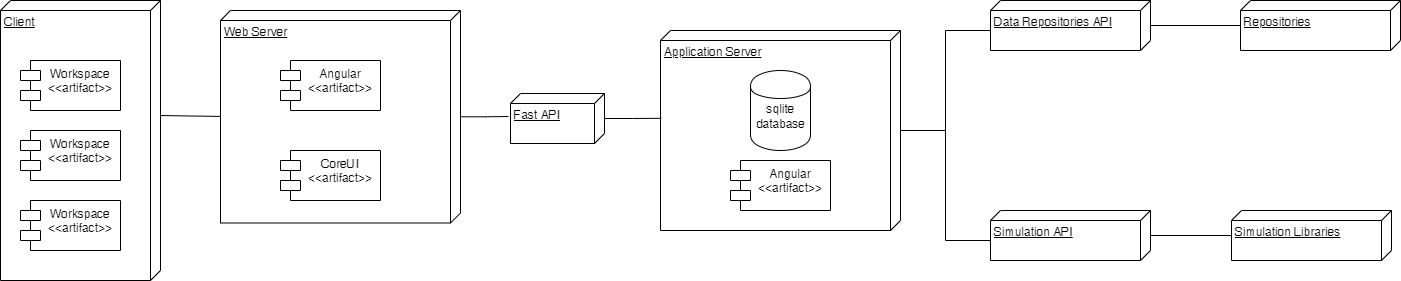 Client
Workspace
<<artifact>>
Workspace
<<artifact>>
Workspace
<<artifact>>
Web Server
Angular
<<artifact>>
CoreUI
<<artifact>>
Fast API
Application Server
sqlite
database
Angular
<<artifact>>
Data Repositories API
Repositories
Simulation API
Simulation Libraries